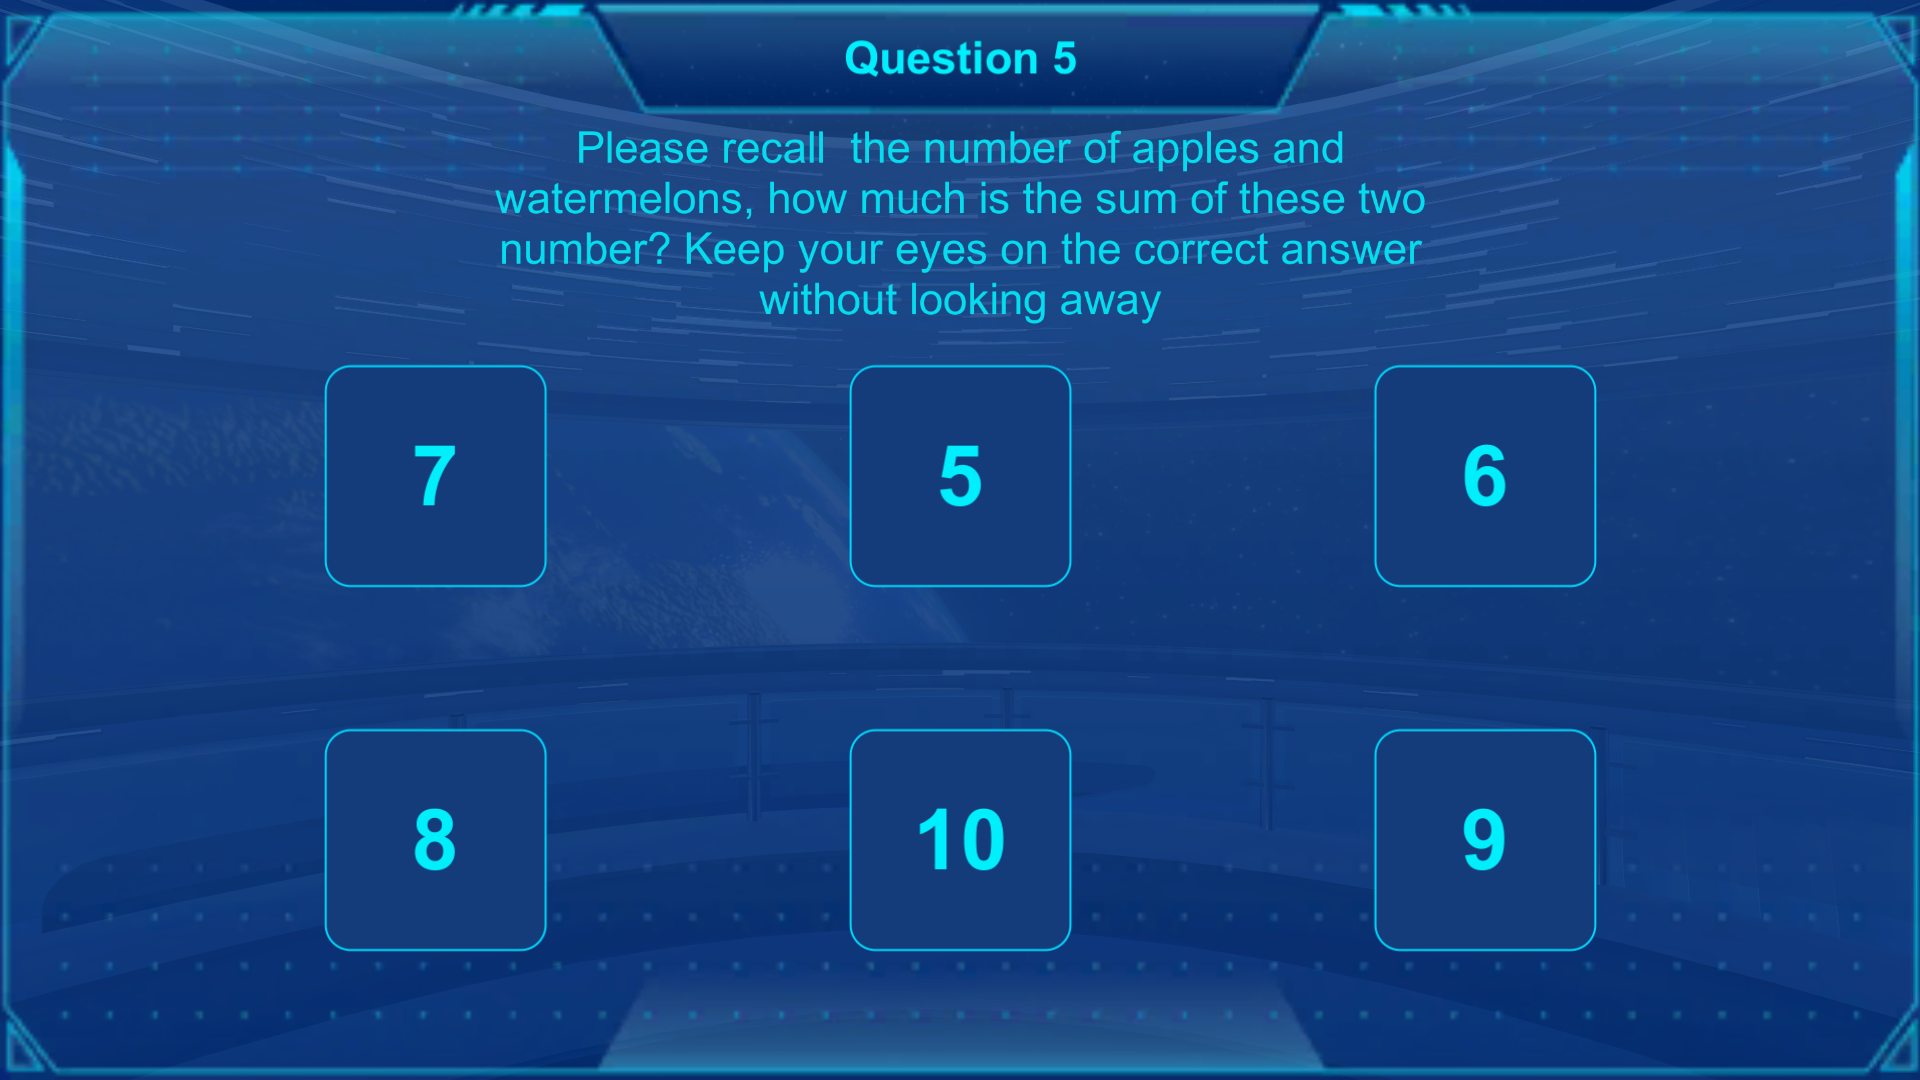 Question 5
Please recall  the number of apples and
watermelons, how much is the sum of these two
number? Keep your eyes on the correct answer
without looking away
7 5 6
8 10 9